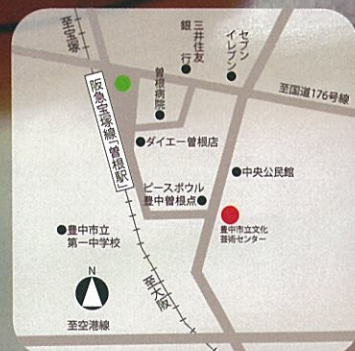 至宝塚
三井住友
銀行
セブン
イレブン
曽根病院
至国道176号線
阪急宝塚線「曽根駅」
ダイエー曽根店
中央公民館
ピースボウル
豊中曽根点
豊中市立文化
芸術センター
豊中市立
第一中学校
至大阪
N
至空港線